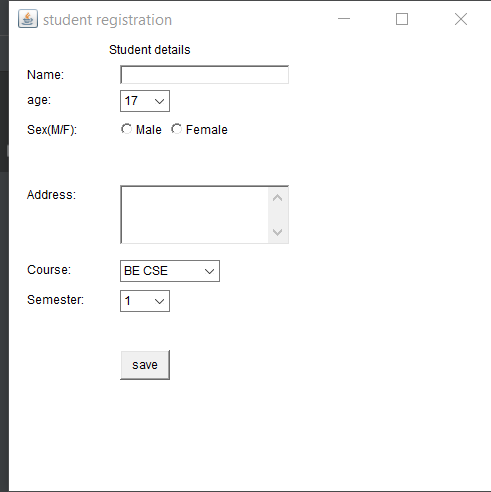 student registration
Student details
Name:
age: 17
Sex(M/F): Male Female
Address:
Course: BE CSE
Semester: 1
save